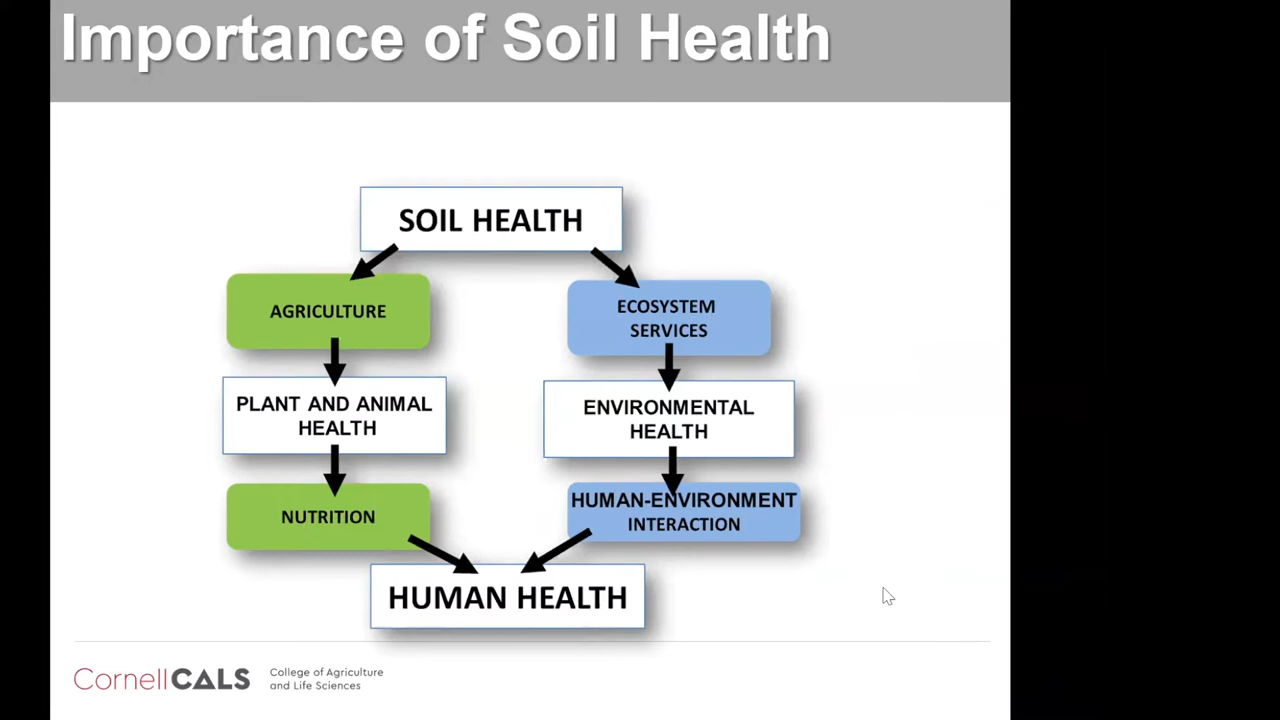 Importance of Soil Health
SOIL HEALTH
AGRICULTURE
ECOSYSTEM
SERVICES
PLANT AND ANIMAL
HEALTH
ENVIRONMENTAL
HEALTH
NUTRITION
HUMAN-ENVIRONMENT
INTERACTION
HUMAN HEALTH
CornellCALS
College of Agriculture
and Life Sciences